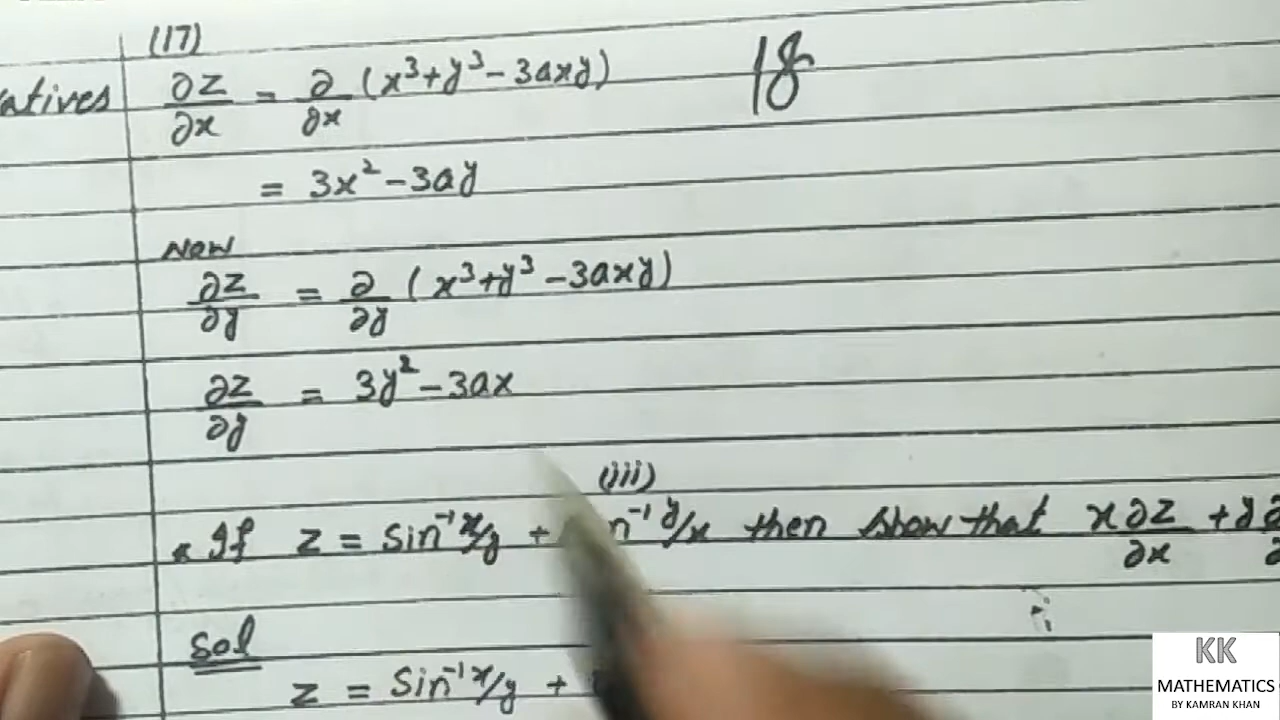 (17)
atives ∂z/∂x = ∂/∂x (x³+y³-3axy) 18
= 3x²-3ay
Now
∂z/∂y = ∂/∂y (x³+y³-3axy)
∂z/∂y = 3y²-3ax
(iii)
If z = Sin⁻¹x/y + n⁻¹y/x then show that x∂z/∂x + y∂
Sol
z = Sin⁻¹x/y +
KK
MATHEMATICS
BY KAMRAN KHAN